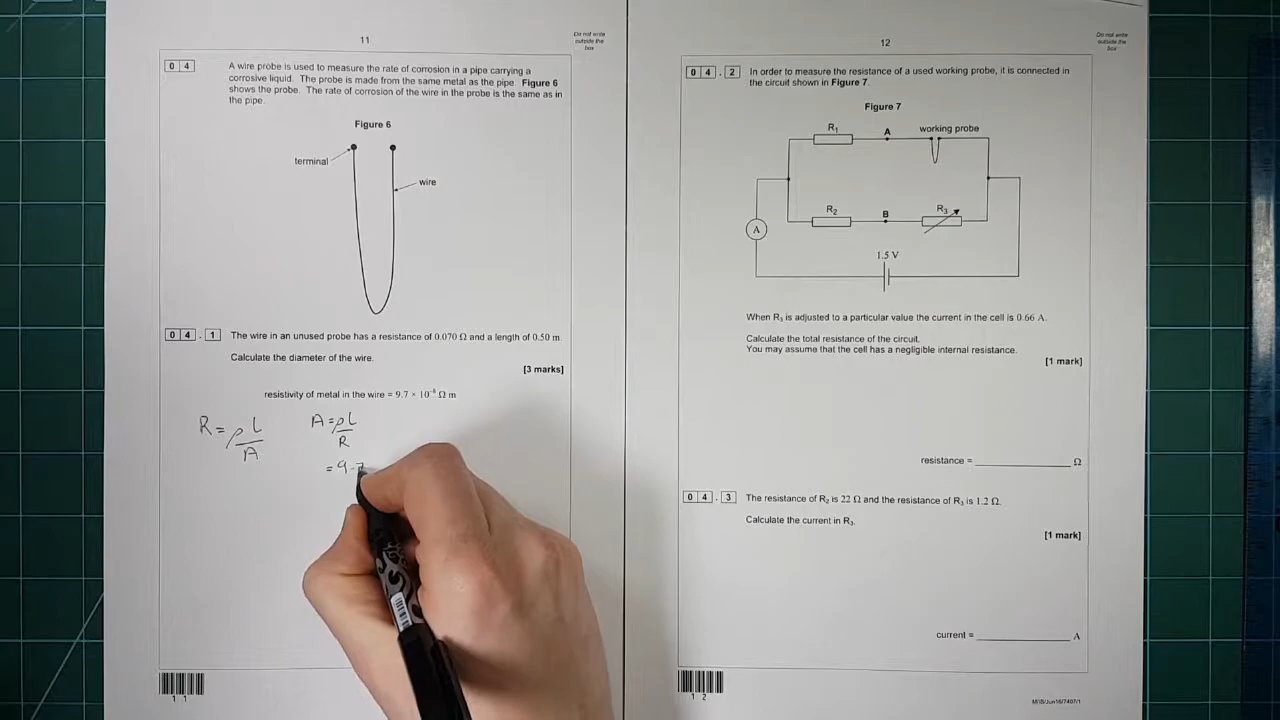 11
Do not write
outside the
box
0 4
A wire probe is used to measure the rate of corrosion in a pipe carrying a
corrosive liquid. The probe is made from the same metal as the pipe. Figure 6
shows the probe. The rate of corrosion of the wire in the probe is the same as in
the pipe.
Figure 6
terminal
wire
0 4 . 1 The wire in an unused probe has a resistance of 0.070 Ω and a length of 0.50 m
Calculate the diameter of the wire.
[3 marks]
resistivity of metal in the wire = 9.7 × 10⁻⁸ Ω m
R = ρL/A
A = ρL/R
= 9.7
1 1
12
Do not write
outside the
box
0 4 . 2 In order to measure the resistance of a used working probe, it is connected in
the circuit shown in Figure 7.
Figure 7
R₁ A working probe
R₂ B R₃
A
1.5 V
When R₃ is adjusted to a particular value the current in the cell is 0.66 A.
Calculate the total resistance of the circuit.
You may assume that the cell has a negligible internal resistance.
[1 mark]
resistance = Ω
0 4 . 3 The resistance of R₂ is 22 Ω and the resistance of R₃ is 1.2 Ω.
Calculate the current in R₂.
[1 mark]
current = A
1 2
M/B/Jun16/7407/1